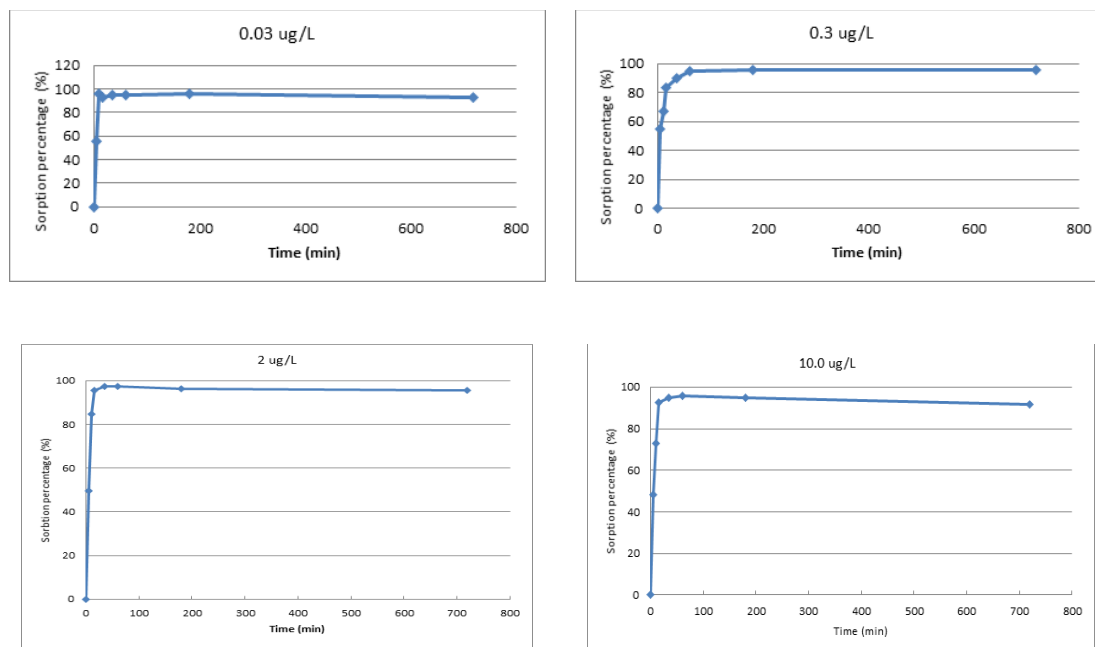 0.03 ug/L
Sorption percentage (%)
120
100
80
60
40
20
0
0 200 400 600 800
Time (min)
0.3 ug/L
Sorption percentage (%)
100
80
60
40
20
0
0 200 400 600 800
Time (min)
2 ug/L
Sorbtion percentage (%)
100
80
60
40
20
0
0 100 200 300 400 500 600 700 800
Time (min)
10.0 ug/L
Sorption percentage (%)
100
80
60
40
20
0
0 100 200 300 400 500 600 700 800
Time (min)